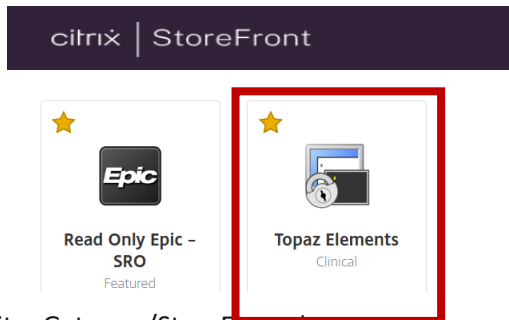 citrix | StoreFront
Epic
Read Only Epic –
SRO
Featured
Topaz Elements
Clinical